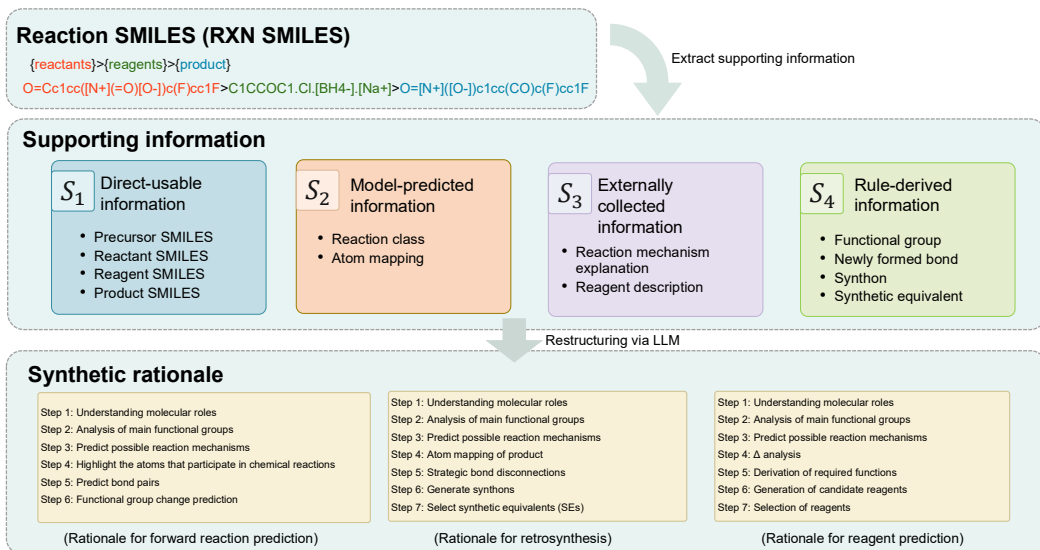 Reaction SMILES (RXN SMILES)
{reactants}>{reagents}>{product}
O=Cc1cc([N+](=O)[O-])c(F)cc1F>C1CCOC1.Cl.[BH4-].[Na+]>O=[N+]([O-])c1cc(CO)c(F)cc1F
Extract supporting information
Supporting information
S1
Direct-usable
information
• Precursor SMILES
• Reactant SMILES
• Reagent SMILES
• Product SMILES
S2
Model-predicted
information
• Reaction class
• Atom mapping
S3
Externally
collected
information
• Reaction mechanism
explanation
• Reagent description
S4
Rule-derived
information
• Functional group
• Newly formed bond
• Synthon
• Synthetic equivalent
Restructuring via LLM
Synthetic rationale
Step 1: Understanding molecular roles
Step 2: Analysis of main functional groups
Step 3: Predict possible reaction mechanisms
Step 4: Highlight the atoms that participate in chemical reactions
Step 5: Predict bond pairs
Step 6: Functional group change prediction
(Rationale for forward reaction prediction)
Step 1: Understanding molecular roles
Step 2: Analysis of main functional groups
Step 3: Predict possible reaction mechanisms
Step 4: Atom mapping of product
Step 5: Strategic bond disconnections
Step 6: Generate synthons
Step 7: Select synthetic equivalents (SEs)
(Rationale for retrosynthesis)
Step 1: Understanding molecular roles
Step 2: Analysis of main functional groups
Step 3: Predict possible reaction mechanisms
Step 4: Δ analysis
Step 5: Derivation of required functions
Step 6: Generation of candidate reagents
Step 7: Selection of reagents
(Rationale for reagent prediction)